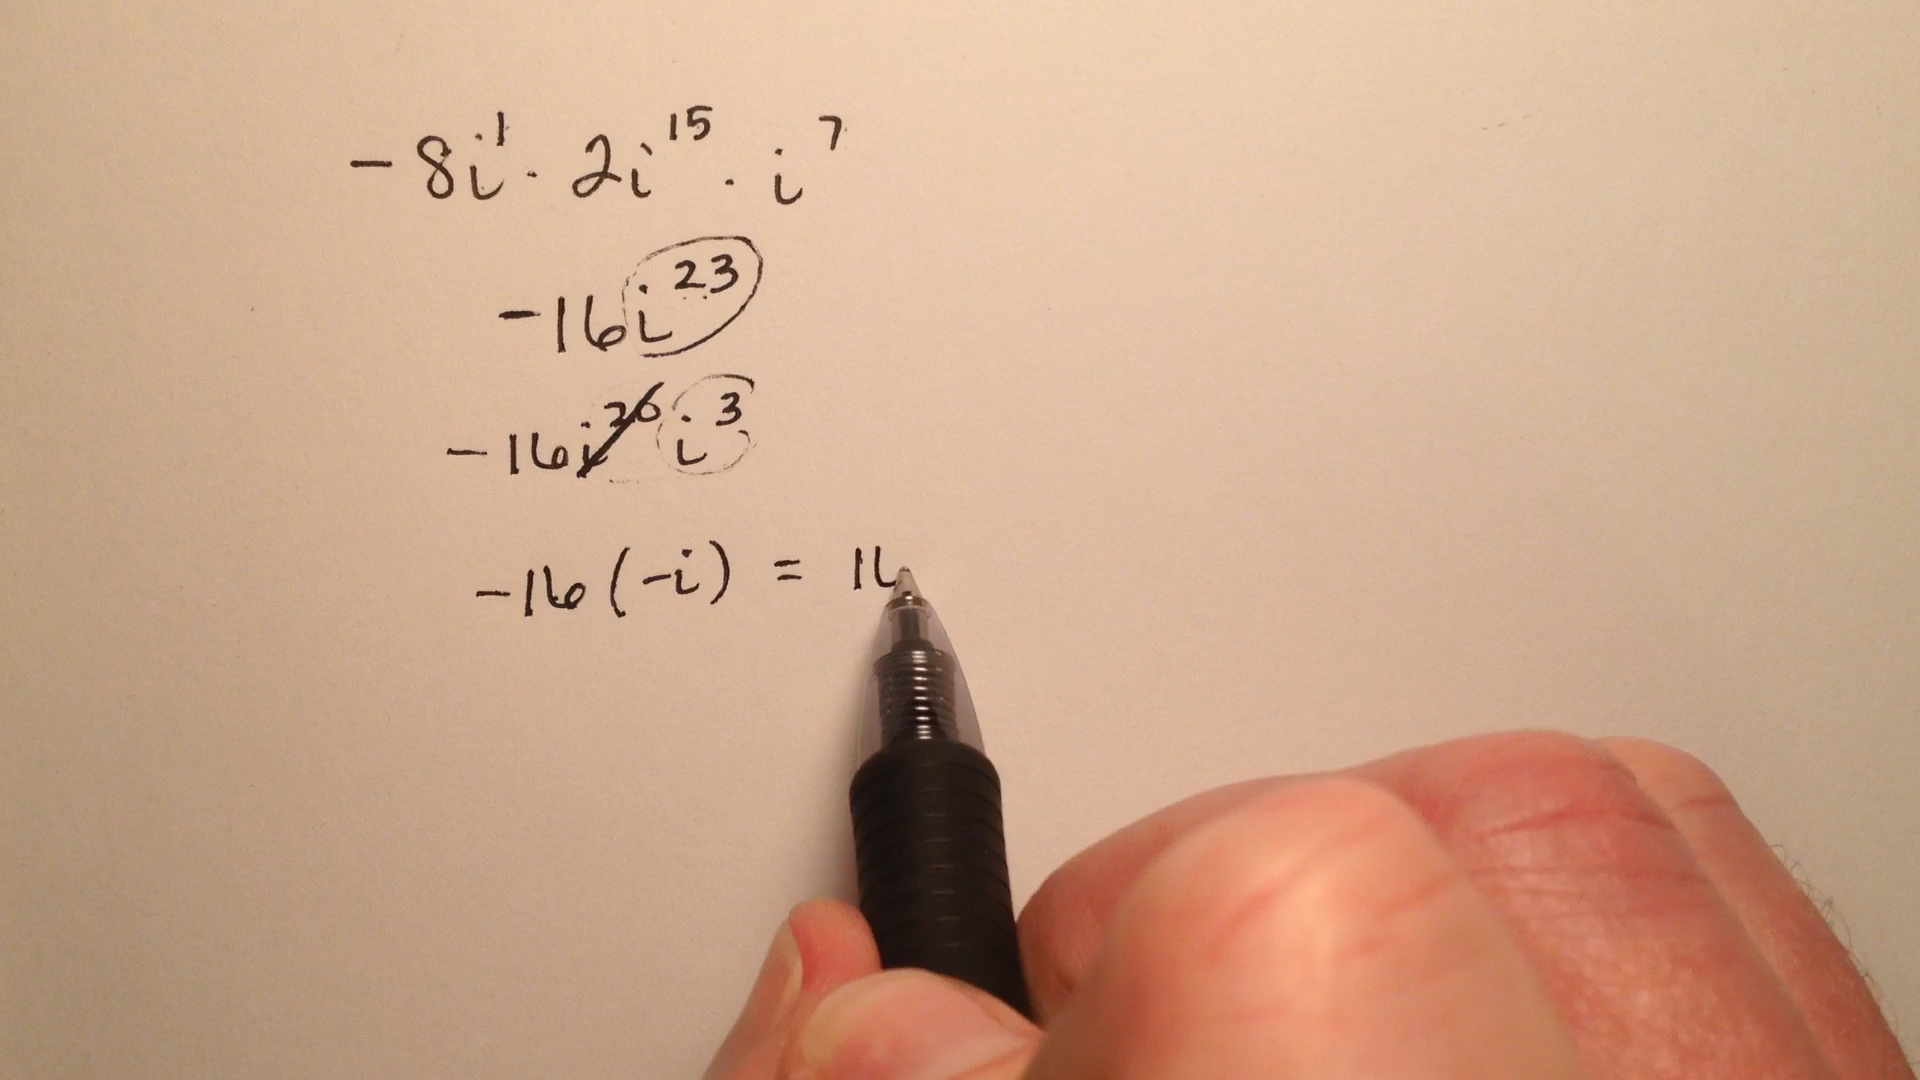 -8i¹ · 2i¹⁵ · i⁷
-16i²³
-16i²⁰ i³
-16(-i) = 16